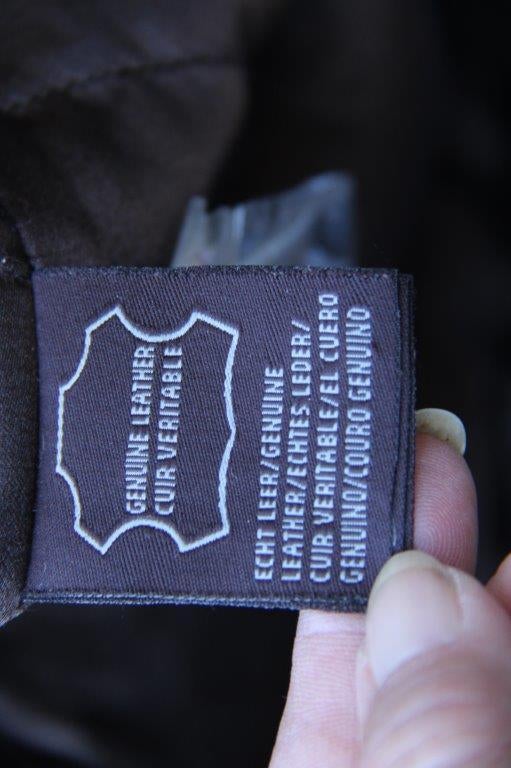 GENUINE LEATHER
CUIR VERITABLE
ECHT LEER/GENUINE
LEATHER/ECHTES LEDER/
CUIR VERITABLE/EL CUERO
GENUINO/COURO GENUINO